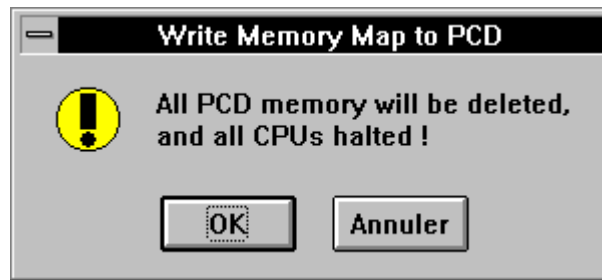 Write Memory Map to PCD
All PCD memory will be deleted,
and all CPUs halted !
OK
Annuler